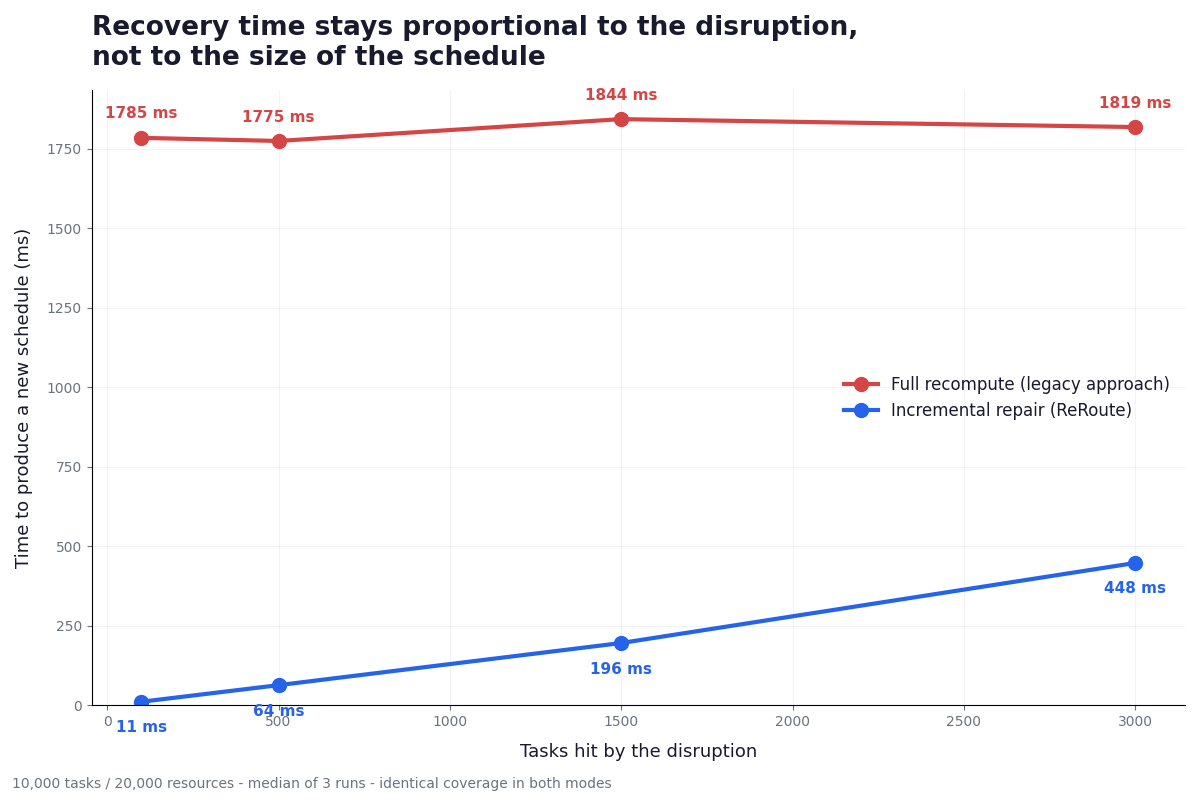 Recovery time stays proportional to the disruption,
not to the size of the schedule
1785 ms
1775 ms
1844 ms
1819 ms
Time to produce a new schedule (ms)
1750
1500
1250
1000
750
500
250
0
Full recompute (legacy approach)
Incremental repair (ReRoute)
11 ms
64 ms
196 ms
448 ms
0
500
1000
1500
2000
2500
3000
Tasks hit by the disruption
10,000 tasks / 20,000 resources - median of 3 runs - identical coverage in both modes